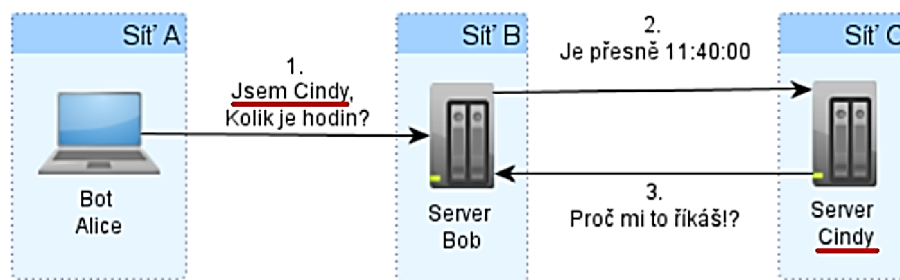 Síť A
Síť B
Síť C
1.
Jsem Cindy,
Kolik je hodin?
2.
Je přesně 11:40:00
3.
Proč mi to říkáš!?
Bot
Alice
Server
Bob
Server
Cindy